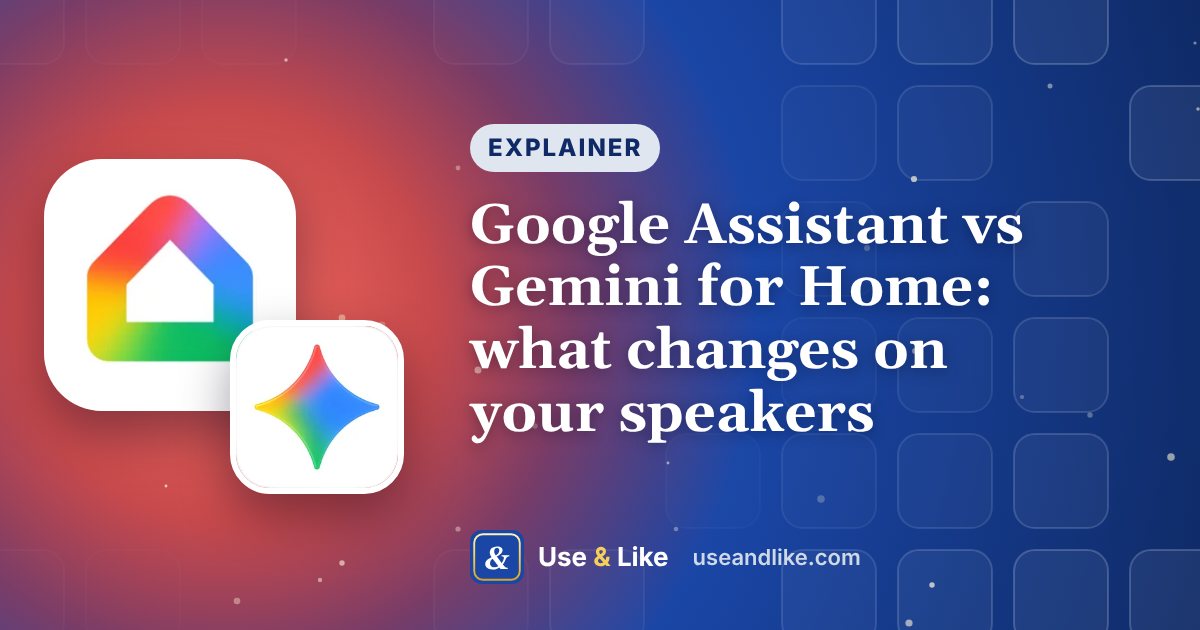 EXPLAINER
Google Assistant vs
Gemini for Home:
what changes on
your speakers
&
Use & Like useandlike.com